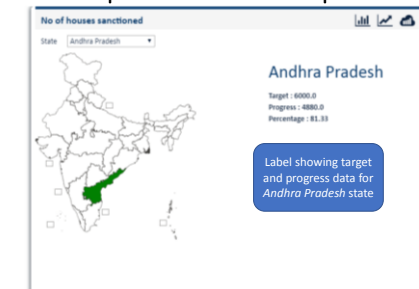 No of houses sanctioned
State Andhra Pradesh
Andhra Pradesh
Target : 6000.0
Progress : 4880.0
Percentage : 81.33
Label showing target
and progress data for
Andhra Pradesh state